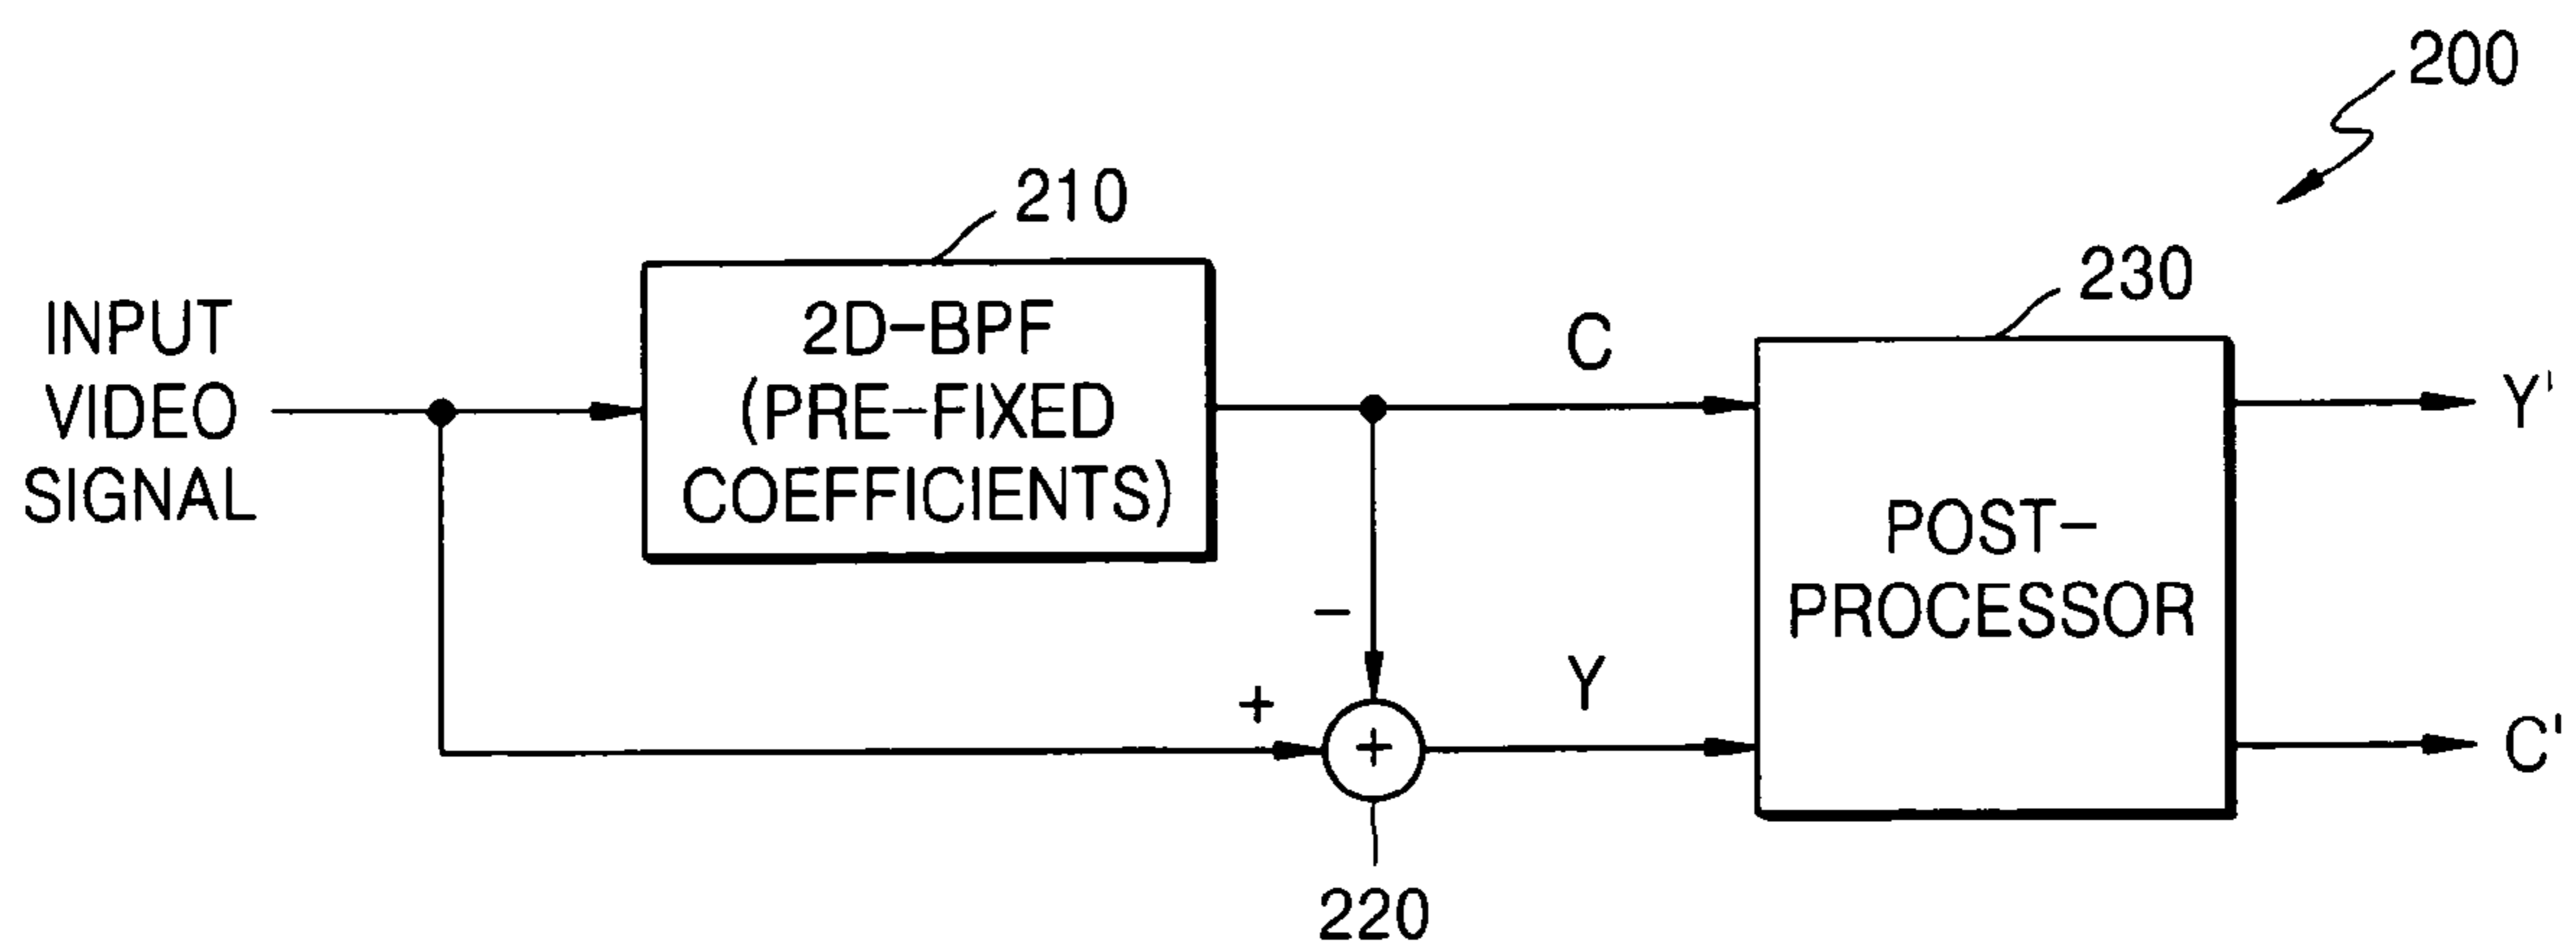 200
210
230
INPUT
VIDEO
SIGNAL
2D-BPF
(PRE-FIXED
COEFFICIENTS)
C
Y'
POST-
PROCESSOR
-
+
Y
+
C'
220